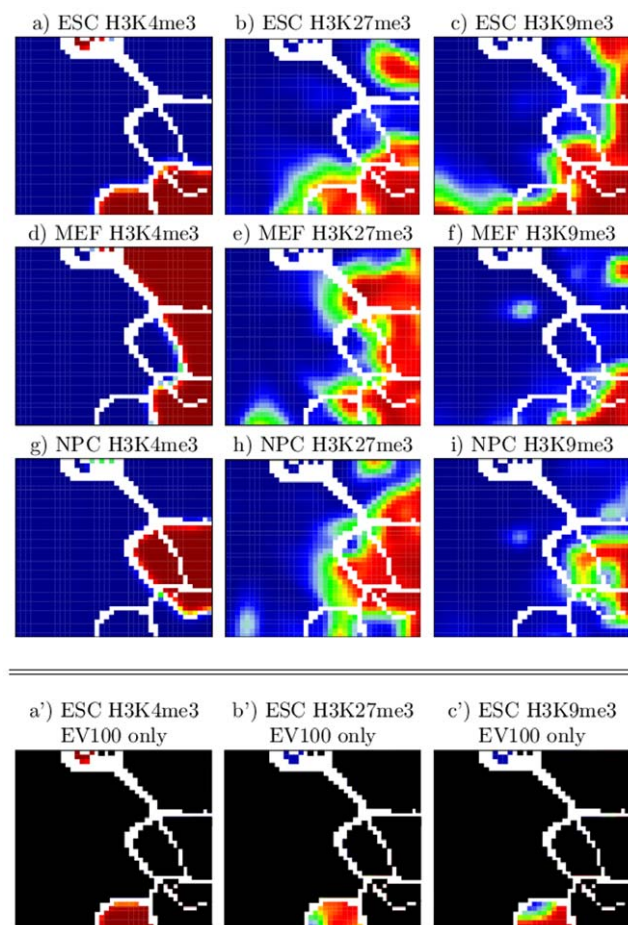 a) ESC H3K4me3 b) ESC H3K27me3 c) ESC H3K9me3
d) MEF H3K4me3 e) MEF H3K27me3 f) MEF H3K9me3
g) NPC H3K4me3 h) NPC H3K27me3 i) NPC H3K9me3
a') ESC H3K4me3 b') ESC H3K27me3 c') ESC H3K9me3
EV100 only EV100 only EV100 only